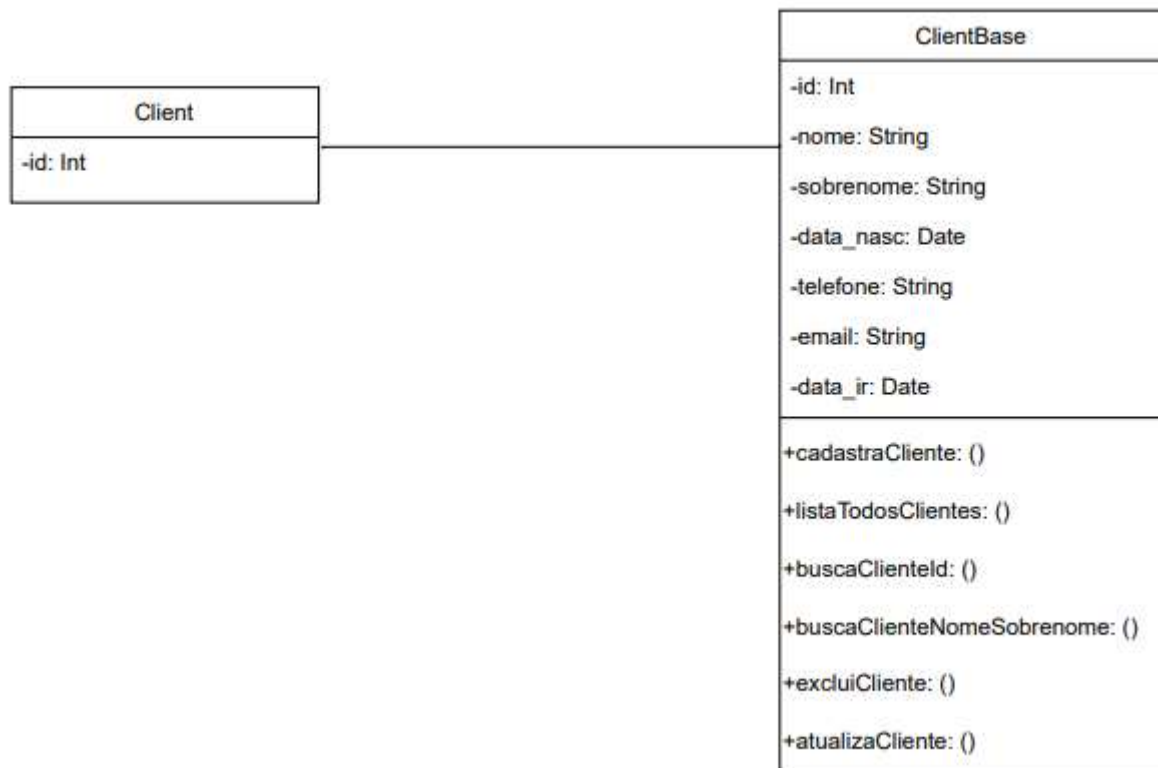 Client
-id: Int
ClientBase
-id: Int
-nome: String
-sobrenome: String
-data_nasc: Date
-telefone: String
-email: String
-data_ir: Date
+cadastraCliente: ()
+listaTodosClientes: ()
+buscaClienteId: ()
+buscaClienteNomeSobrenome: ()
+excluiCliente: ()
+atualizaCliente: ()